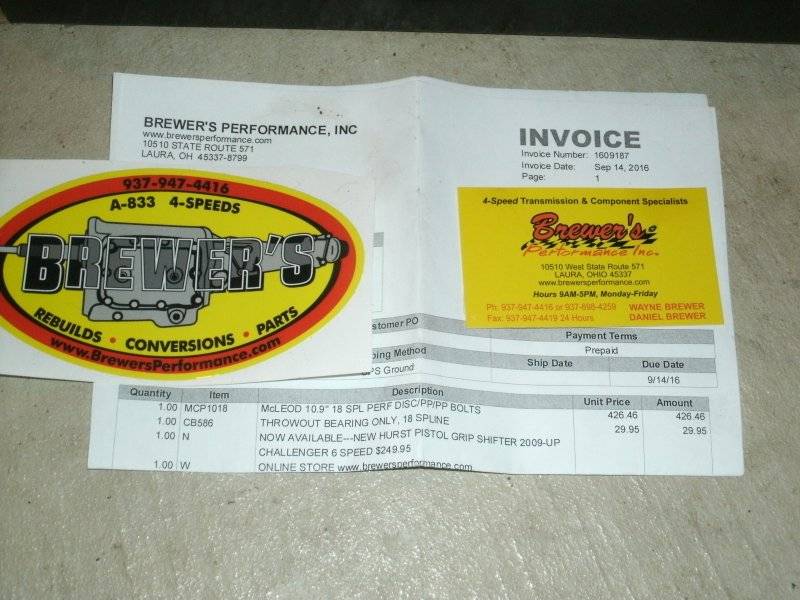 BREWER'S PERFORMANCE, INC
www.brewersperformance.com
10510 STATE ROUTE 571
LAURA, OH 45337-8799
INVOICE
Invoice Number: 1609187
Invoice Date: Sep 14, 2016
Page: 1
937-947-4416
A-833 4-SPEEDS
BREWER'S
REBUILDS • CONVERSIONS • PARTS
www.BrewersPerformance.com
4-Speed Transmission & Component Specialists
Brewer's
Performance Inc.
10510 West State Route 571
LAURA, OHIO 45337
www.brewersperformance.com
Hours 9AM-5PM, Monday-Friday
Ph: 937-947-4416 or 937-698-4259 WAYNE BREWER
Fax: 937-947-4419 24 Hours DANIEL BREWER
stomer PO Payment Terms
Prepaid
ping Method Ship Date Due Date
PS Ground 9/14/16
Quantity Item Description Unit Price Amount
1.00 MCP1018 McLEOD 10.9" 18 SPL PERF DISC/PP/PP BOLTS 426.46 426.46
1.00 CB586 THROWOUT BEARING ONLY, 18 SPLINE 29.95 29.95
1.00 N NOW AVAILABLE---NEW HURST PISTOL GRIP SHIFTER 2009-UP
CHALLENGER 6 SPEED $249.95
1.00 W ONLINE STORE www.brewersperformance.com